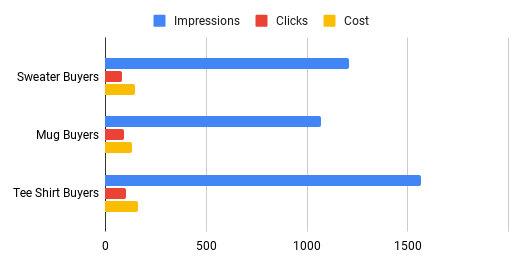 Impressions Clicks Cost
Sweater Buyers
Mug Buyers
Tee Shirt Buyers
0 500 1000 1500